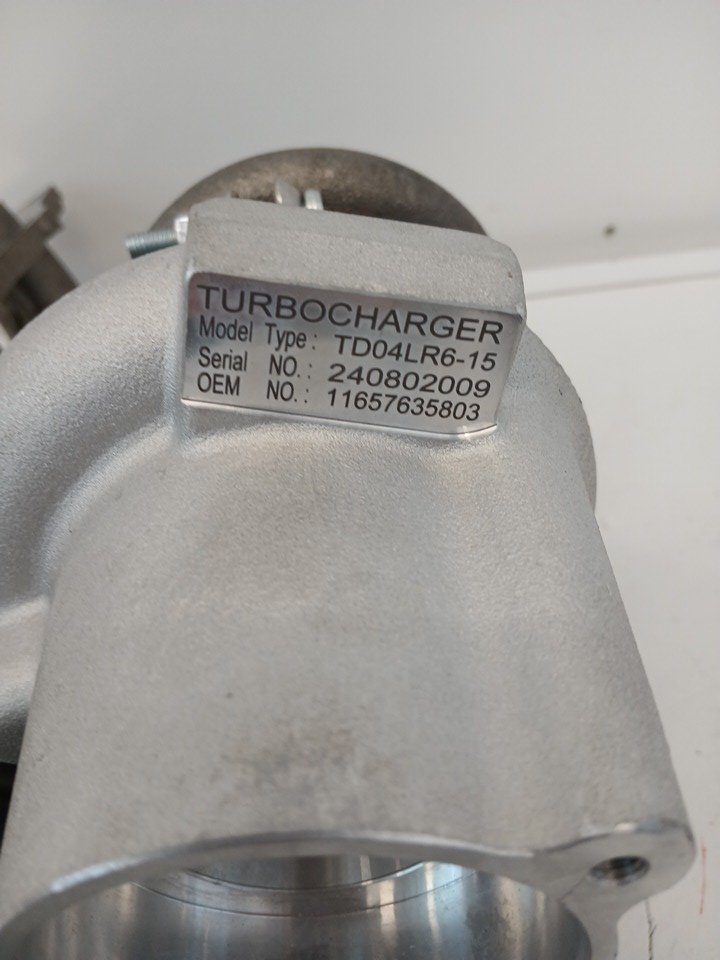 TURBOCHARGER
Model Type: TD04LR6-15
Serial NO.: 240802009
OEM NO.: 11657635803